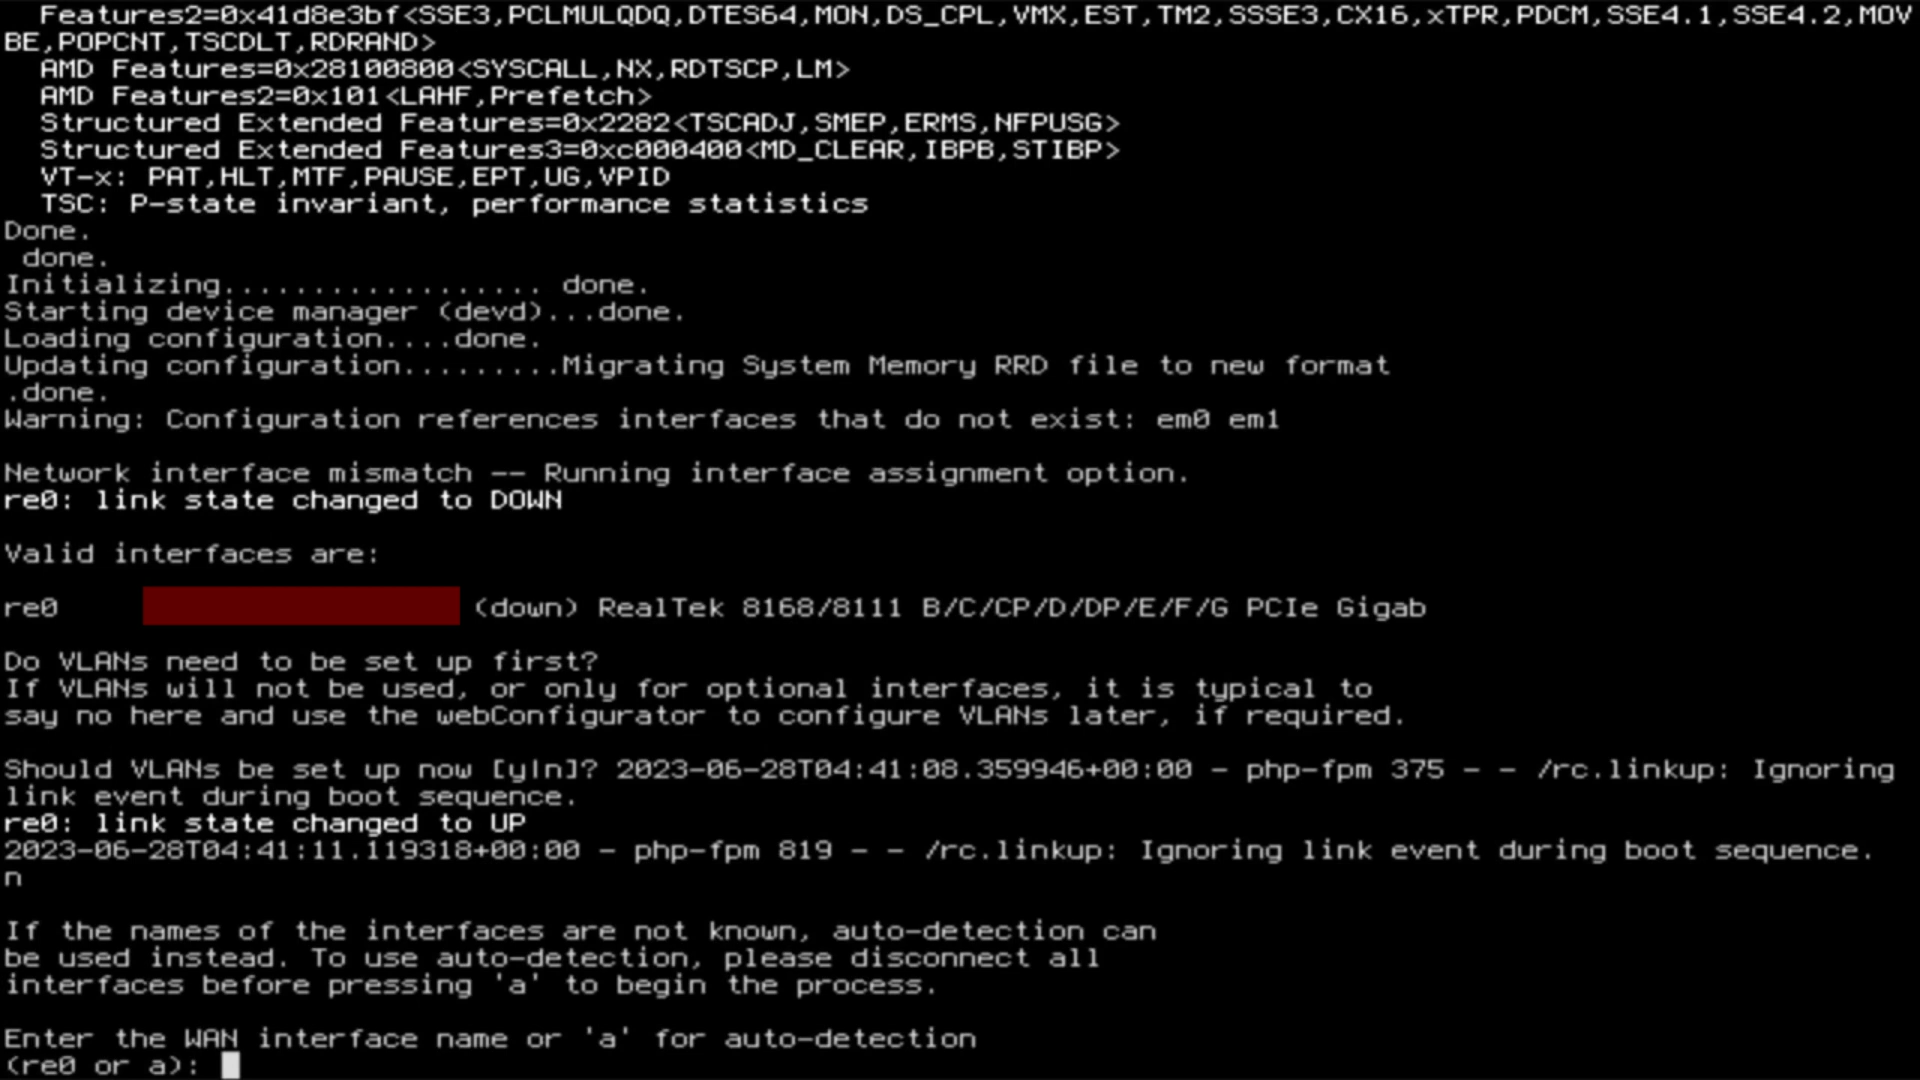 Features2=0x41d8e3bf<SSE3,PCLMULQDQ,DTES64,MON,DS_CPL,VMX,EST,TM2,SSSE3,CX16,xTPR,PDCM,SSE4.1,SSE4.2,MOV
BE,POPCNT,TSCDLT,RDRAND>
AMD Features=0x28100800<SYSCALL,NX,RDTSCP,LM>
AMD Features2=0x101<LAHF,Prefetch>
Structured Extended Features=0x2282<TSCADJ,SMEP,ERMS,NFPUSG>
Structured Extended Features3=0xc000400<MD_CLEAR,IBPB,STIBP>
VT-x: PAT,HLT,MTF,PAUSE,EPT,UG,VPID
TSC: P-state invariant, performance statistics
Done.
done.
Initializing.................. done.
Starting device manager (devd)...done.
Loading configuration....done.
Updating configuration.........Migrating System Memory RRD file to new format
.done.
Warning: Configuration references interfaces that do not exist: em0 em1
Network interface mismatch -- Running interface assignment option.
re0: link state changed to DOWN
Valid interfaces are:
re0 (down) RealTek 8168/8111 B/C/CP/D/DP/E/F/G PCIe Gigab
Do VLANs need to be set up first?
If VLANs will not be used, or only for optional interfaces, it is typical to
say no here and use the webConfigurator to configure VLANs later, if required.
Should VLANs be set up now [y|n]? 2023-06-28T04:41:08.359946+00:00 - php-fpm 375 - - /rc.linkup: Ignoring
link event during boot sequence.
re0: link state changed to UP
2023-06-28T04:41:11.119318+00:00 - php-fpm 819 - - /rc.linkup: Ignoring link event during boot sequence.
n
If the names of the interfaces are not known, auto-detection can
be used instead. To use auto-detection, please disconnect all
interfaces before pressing 'a' to begin the process.
Enter the WAN interface name or 'a' for auto-detection
(re0 or a):